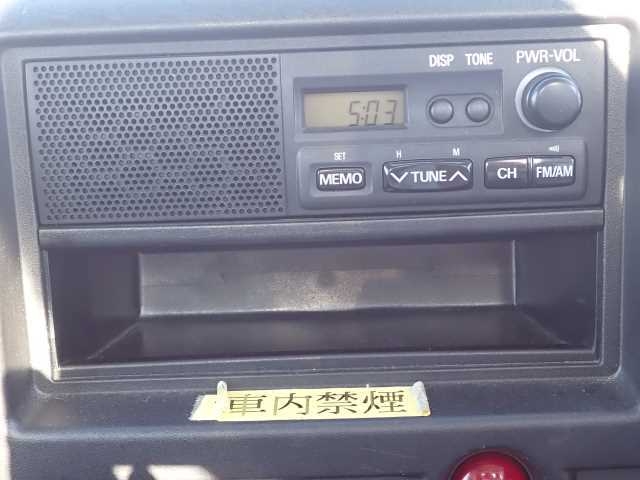 DISP TONE PWR-VOL
5:03
SET H M
MEMO TUNE CH FM/AM
車内禁煙